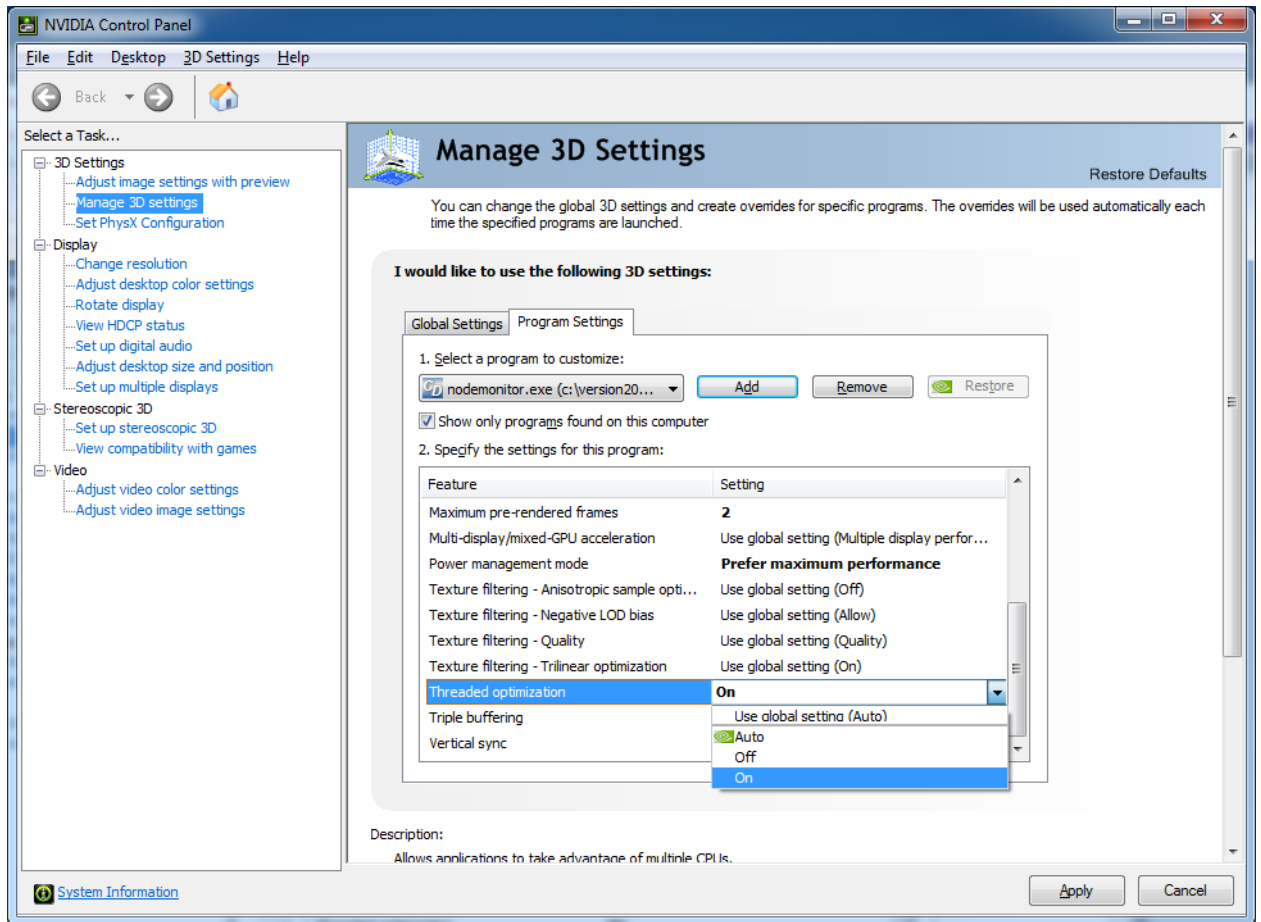 NVIDIA Control Panel
File Edit Desktop 3D Settings Help
Back
Select a Task...
3D Settings
Adjust image settings with preview
Manage 3D settings
Set PhysX Configuration
Display
Change resolution
Adjust desktop color settings
Rotate display
View HDCP status
Set up digital audio
Adjust desktop size and position
Set up multiple displays
Stereoscopic 3D
Set up stereoscopic 3D
View compatibility with games
Video
Adjust video color settings
Adjust video image settings
System Information
Manage 3D Settings
Restore Defaults
You can change the global 3D settings and create overrides for specific programs. The overrides will be used automatically each
time the specified programs are launched.
I would like to use the following 3D settings:
Global Settings Program Settings
1. Select a program to customize:
nodemonitor.exe (c:\version20... Add Remove Restore
Show only programs found on this computer
2. Specify the settings for this program:
Feature Setting
Maximum pre-rendered frames 2
Multi-display/mixed-GPU acceleration Use global setting (Multiple display perfor...
Power management mode Prefer maximum performance
Texture filtering - Anisotropic sample opti... Use global setting (Off)
Texture filtering - Negative LOD bias Use global setting (Allow)
Texture filtering - Quality Use global setting (Quality)
Texture filtering - Trilinear optimization Use global setting (On)
Threaded optimization On
Triple buffering Use global setting (Auto)
Vertical sync Auto
Off
On
Description:
Allows applications to take advantage of multiple CPUs.
Apply Cancel